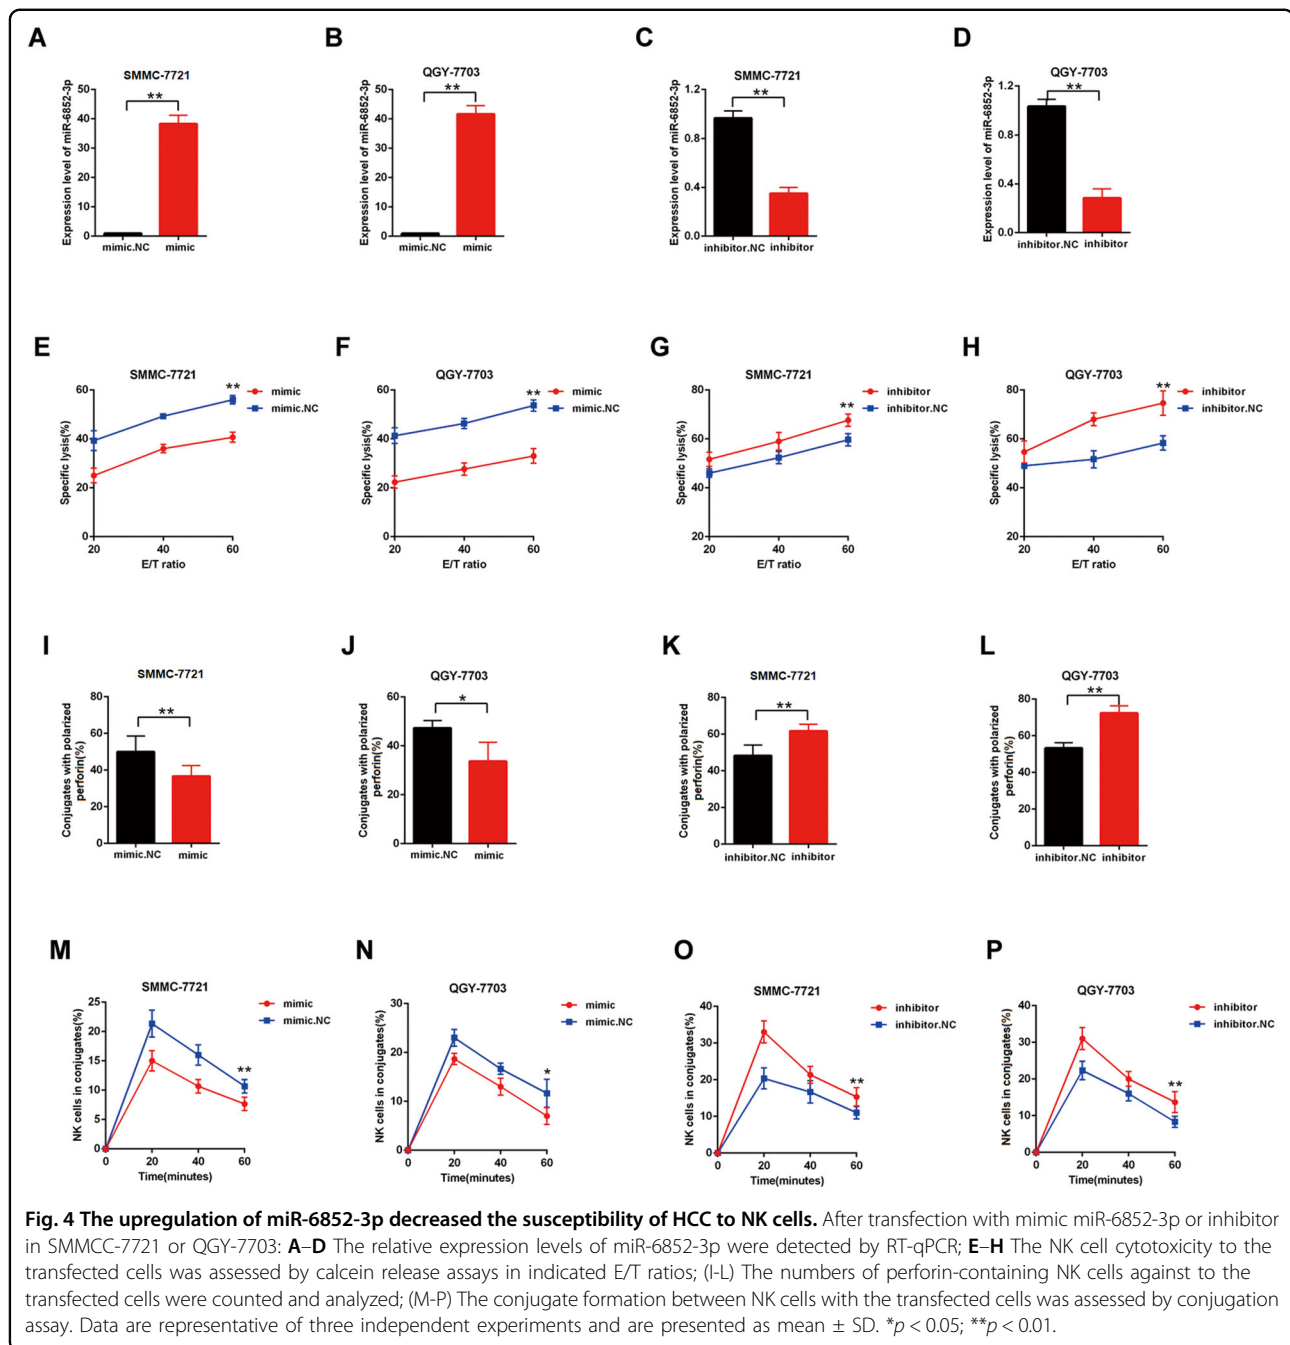 A
B
C
D
SMMC-7721
QGY-7703
SMMC-7721
QGY-7703
Expression level of miR-6852-3p
50
40
30
20
10
0
**
mimic.NC mimic
Expression level of miR-6852-3p
50
40
30
20
10
0
**
mimic.NC mimic
Expression level of miR-6852-3p
1.2
0.8
0.4
0.0
**
inhibitor.NC inhibitor
Expression level of miR-6852-3p
1.2
0.8
0.4
0.0
**
inhibitor.NC inhibitor
E
F
G
H
SMMC-7721
Specific lysis(%)
60
40
20
0
**
mimic
mimic.NC
20 40 60
E/T ratio
QGY-7703
Specific lysis(%)
60
40
20
0
**
mimic
mimic.NC
20 40 60
E/T ratio
SMMC-7721
Specific lysis(%)
80
60
40
20
**
inhibitor
inhibitor.NC
20 40 60
E/T ratio
QGY-7703
Specific lysis(%)
80
60
40
20
**
inhibitor
inhibitor.NC
20 40 60
E/T ratio
I
J
K
L
SMMC-7721
Conjugates with polarized
perforin(%)
80
60
40
20
0
**
mimic.NC mimic
QGY-7703
Conjugates with polarized
perforin(%)
60
40
20
0
*
mimic.NC mimic
SMMC-7721
Conjugates with polarized
perforin(%)
80
60
40
20
0
**
inhibitor.NC inhibitor
QGY-7703
Conjugates with polarized
perforin(%)
80
60
40
20
0
**
inhibitor.NC inhibitor
M
N
O
P
SMMC-7721
NK cells in conjugates(%)
25
20
15
10
5
0
**
mimic
mimic.NC
0 20 40 60
Time(minutes)
QGY-7703
NK cells in conjugates(%)
30
20
10
0
*
mimic
mimic.NC
0 20 40 60
Time(minutes)
SMMC-7721
NK cells in conjugates(%)
40
30
20
10
0
**
inhibitor
inhibitor.NC
0 20 40 60
Time(minutes)
QGY-7703
NK cells in conjugates(%)
40
30
20
10
0
**
inhibitor
inhibitor.NC
0 20 40 60
Time(minutes)
Fig. 4 The upregulation of miR-6852-3p decreased the susceptibility of HCC to NK cells. After transfection with mimic miR-6852-3p or inhibitor
in SMMCC-7721 or QGY-7703: A–D The relative expression levels of miR-6852-3p were detected by RT-qPCR; E–H The NK cell cytotoxicity to the
transfected cells was assessed by calcein release assays in indicated E/T ratios; (I-L) The numbers of perforin-containing NK cells against to the
transfected cells were counted and analyzed; (M-P) The conjugate formation between NK cells with the transfected cells was assessed by conjugation
assay. Data are representative of three independent experiments and are presented as mean ± SD. *p < 0.05; **p < 0.01.